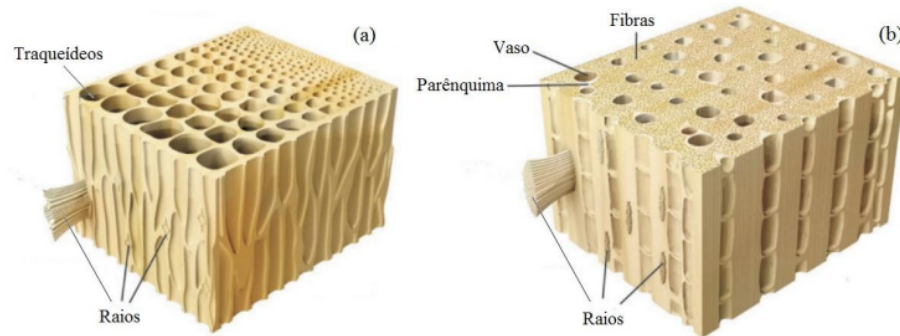 Traqueídeos
(a)
Raios
Fibras
(b)
Vaso
Parênquima
Raios